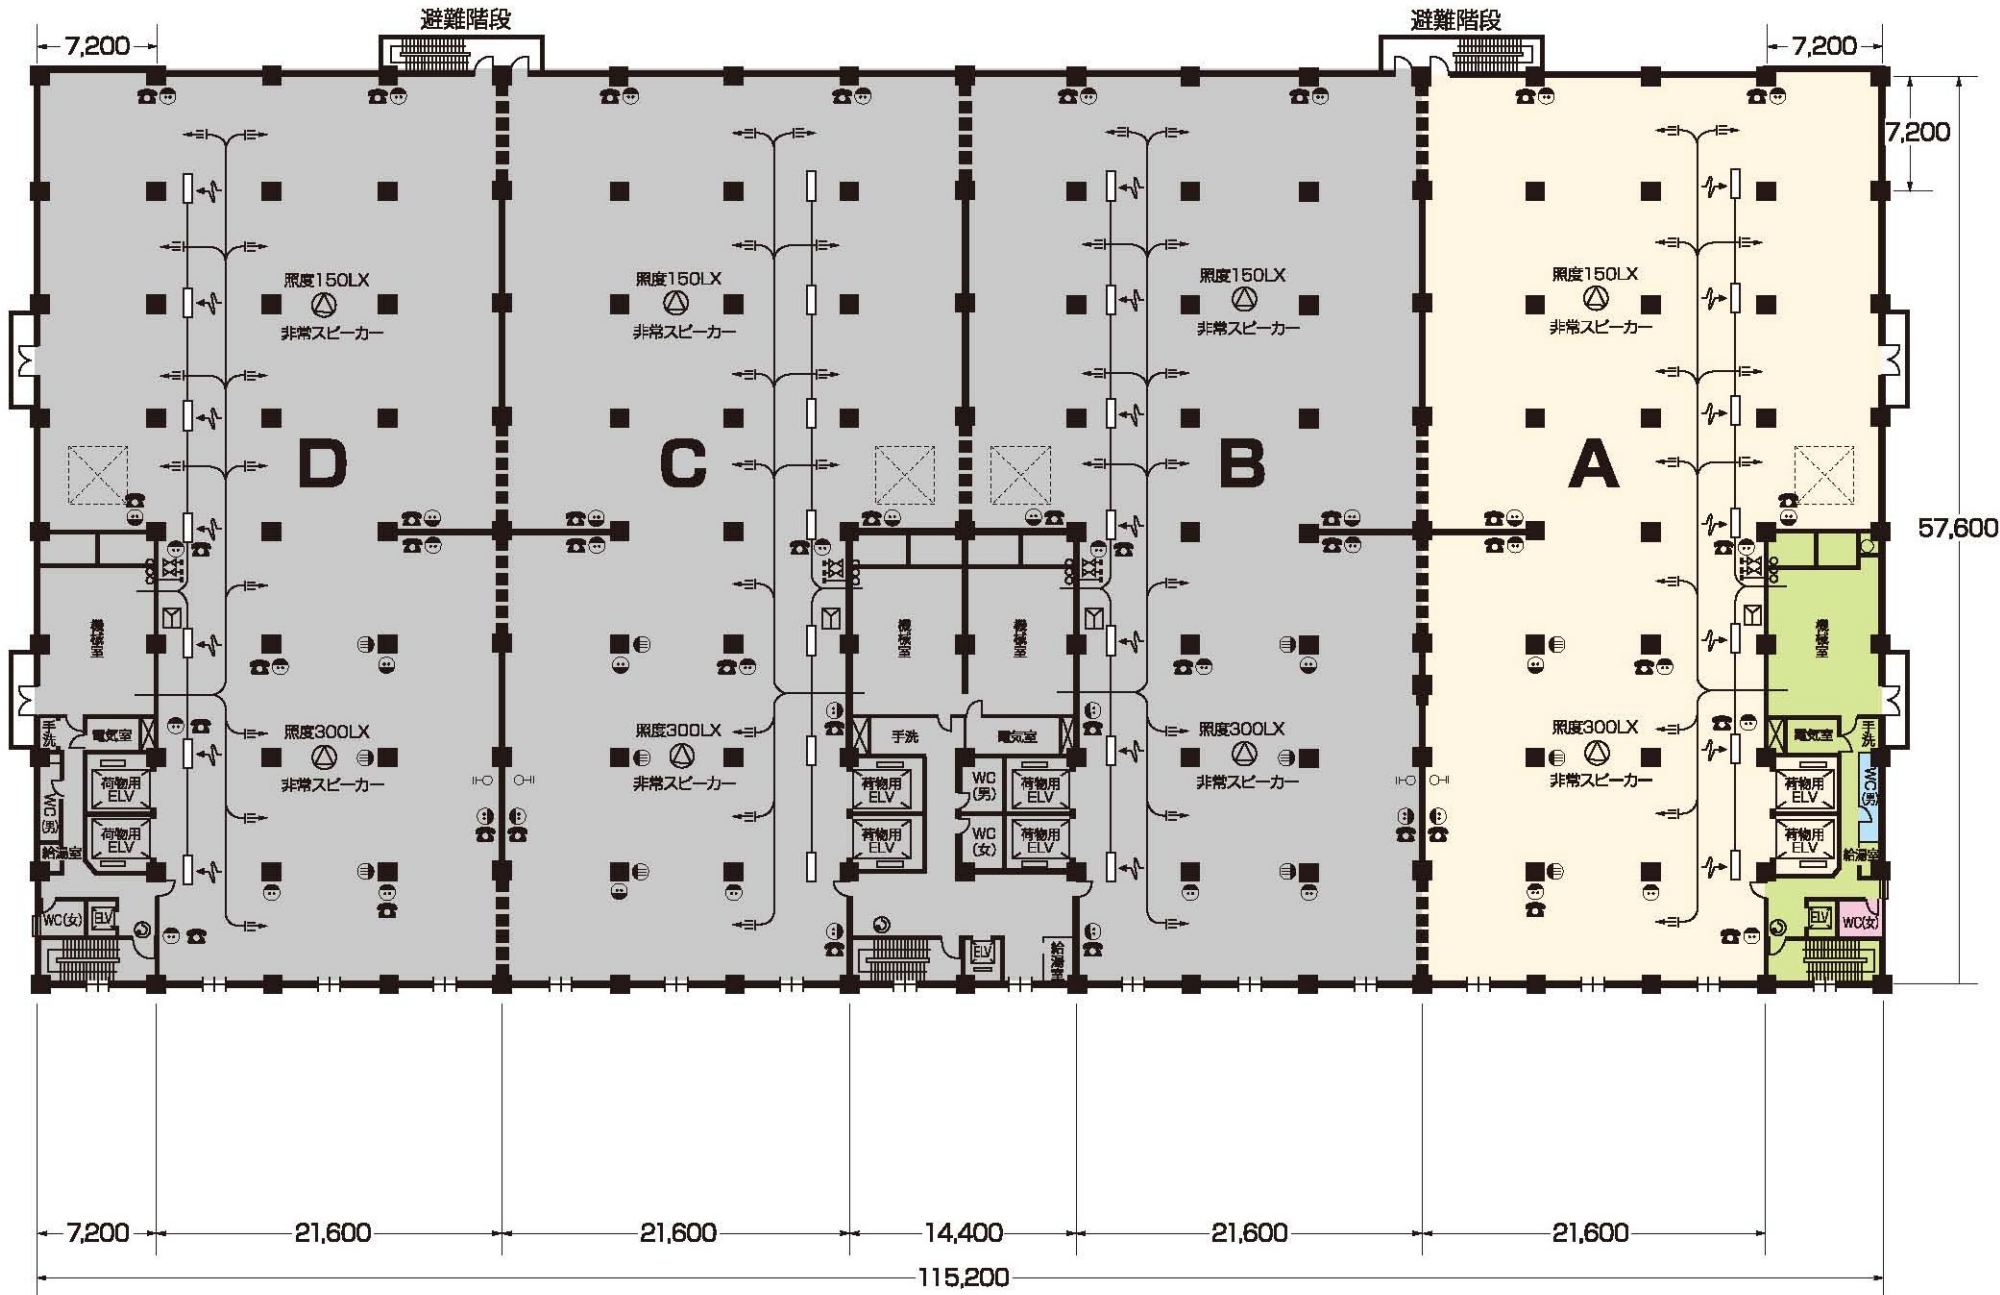 避難階段
避難階段
7,200
7,200
7,200
57,600
照度150LX
非常スピーカー
照度150LX
非常スピーカー
照度150LX
非常スピーカー
照度150LX
非常スピーカー
D
C
B
A
機械室
機械室
機械室
機械室
手洗
電気室
照度300LX
非常スピーカー
照度300LX
非常スピーカー
手洗
電気室
照度300LX
非常スピーカー
照度300LX
非常スピーカー
電気室
手洗
荷物用
ELV
荷物用
ELV
WC
(男)
荷物用
ELV
荷物用
ELV
WC(男)
WC(男)
荷物用
ELV
荷物用
ELV
WC
(女)
荷物用
ELV
荷物用
ELV
給湯室
給湯室
WC(女)
ELV
ELV
給湯室
ELV
WC(女)
7,200
21,600
21,600
14,400
21,600
21,600
115,200